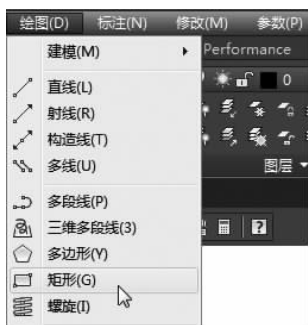 绘图(D) 标注(N) 修改(M) 参数(P)
建模(M)
Performance
直线(L)
0
射线(R)
构造线(T)
多线(U)
图层
多段线(P)
三维多段线(3)
?
多边形(Y)
矩形(G)
螺旋(I)